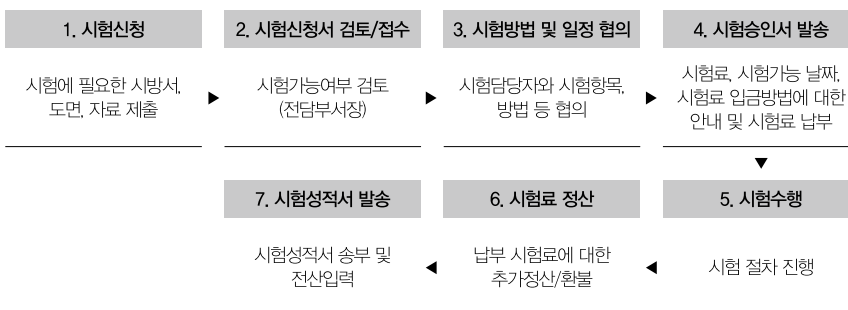 1. 시험신청
시험에 필요한 시방서,
도면, 자료 제출
2. 시험신청서 검토/접수
시험가능여부 검토
(전담부서장)
3. 시험방법 및 일정 협의
시험담당자와 시험항목,
방법 등 협의
4. 시험승인서 발송
시험료, 시험가능 날짜,
시험료 입금방법에 대한
안내 및 시험료 납부
5. 시험수행
시험 절차 진행
6. 시험료 정산
납부 시험료에 대한
추가정산/환불
7. 시험성적서 발송
시험성적서 송부 및
전산입력